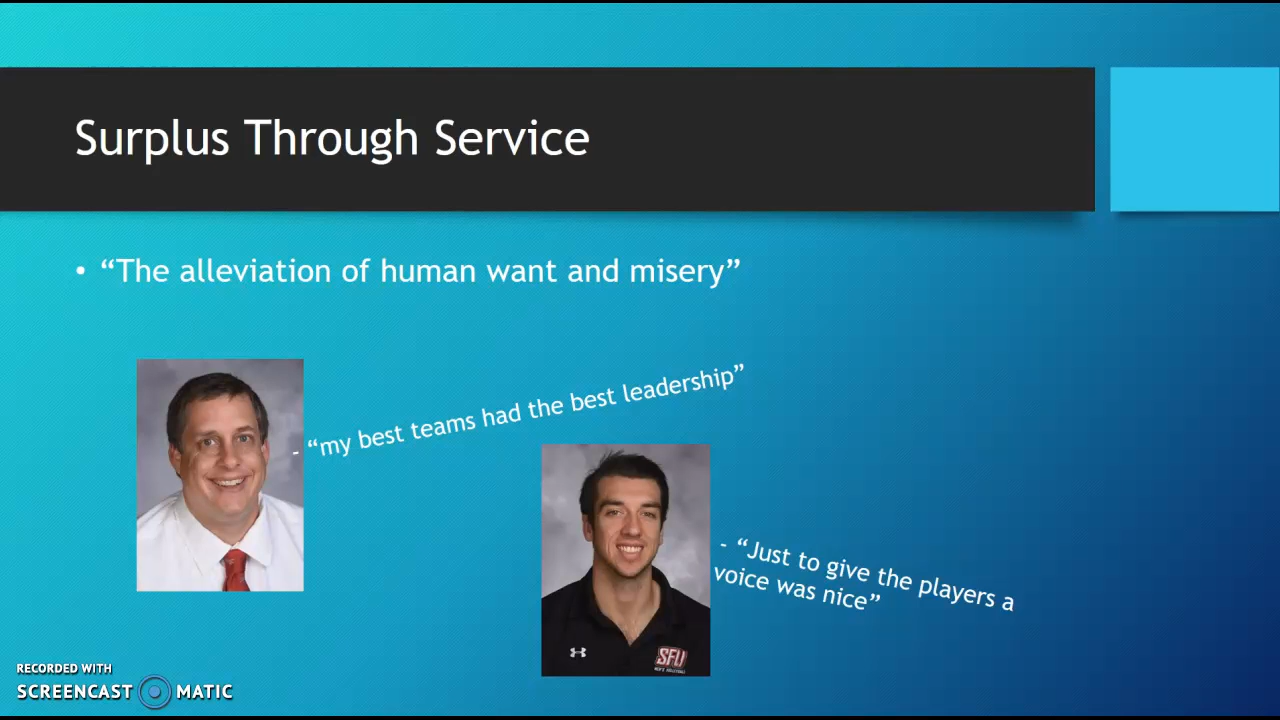 Surplus Through Service
• “The alleviation of human want and misery”
- “my best teams had the best leadership”
- “Just to give the players a
voice was nice”
SFU
RECORDED WITH
SCREENCAST MATIC